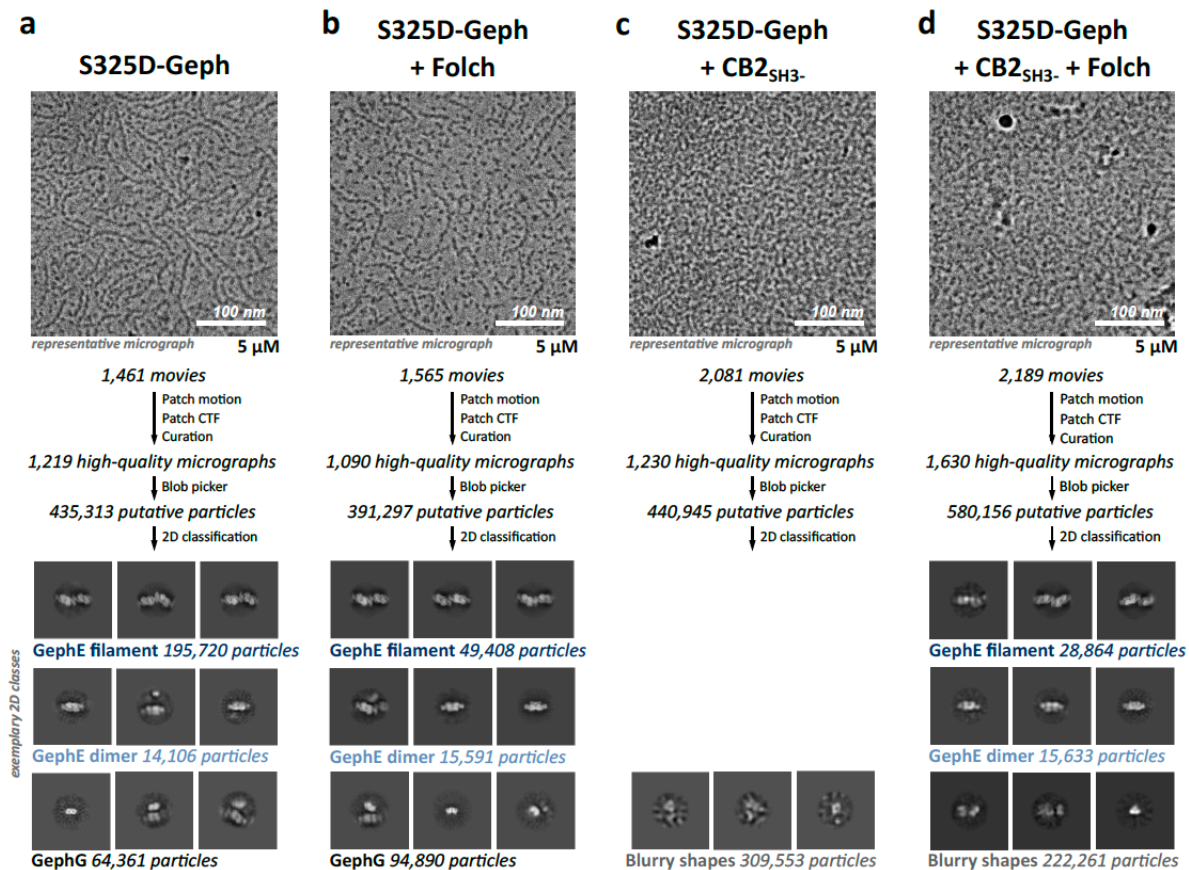 a
S325D-Geph
100 nm
representative micrograph
5 µM
1,461 movies
Patch motion
Patch CTF
Curation
1,219 high-quality micrographs
Blob picker
435,313 putative particles
2D classification
exemplary 2D classes
GephE filament 195,720 particles
GephE dimer 14,106 particles
GephG 64,361 particles
b
S325D-Geph
+ Folch
100 nm
representative micrograph
5 µM
1,565 movies
Patch motion
Patch CTF
Curation
1,090 high-quality micrographs
Blob picker
391,297 putative particles
2D classification
GephE filament 49,408 particles
GephE dimer 15,591 particles
GephG 94,890 particles
c
S325D-Geph
+ CB2SH3-
100 nm
representative micrograph
5 µM
2,081 movies
Patch motion
Patch CTF
Curation
1,230 high-quality micrographs
Blob picker
440,945 putative particles
2D classification
Blurry shapes 309,553 particles
d
S325D-Geph
+ CB2SH3- + Folch
100 nm
representative micrograph
5 µM
2,189 movies
Patch motion
Patch CTF
Curation
1,630 high-quality micrographs
Blob picker
580,156 putative particles
2D classification
GephE filament 28,864 particles
GephE dimer 15,633 particles
Blurry shapes 222,261 particles